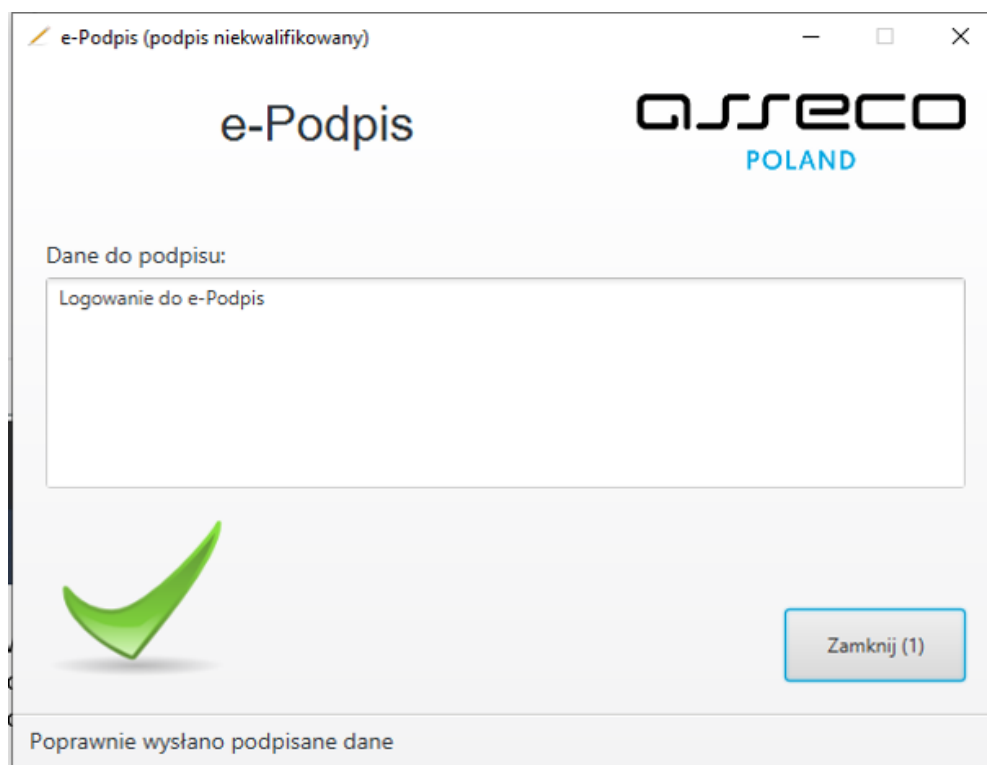 e-Podpis (podpis niekwalifikowany)
e-Podpis
asseco
POLAND
Dane do podpisu:
Logowanie do e-Podpis
Zamknij (1)
Poprawnie wysłano podpisane dane